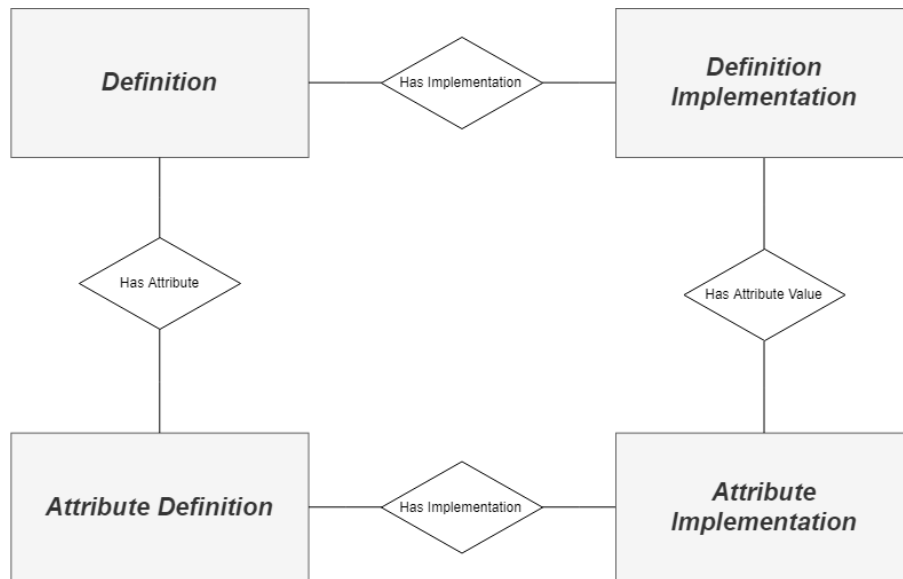 Definition
Has Implementation
Definition
Implementation
Has Attribute
Has Attribute Value
Attribute Definition
Has Implementation
Attribute
Implementation